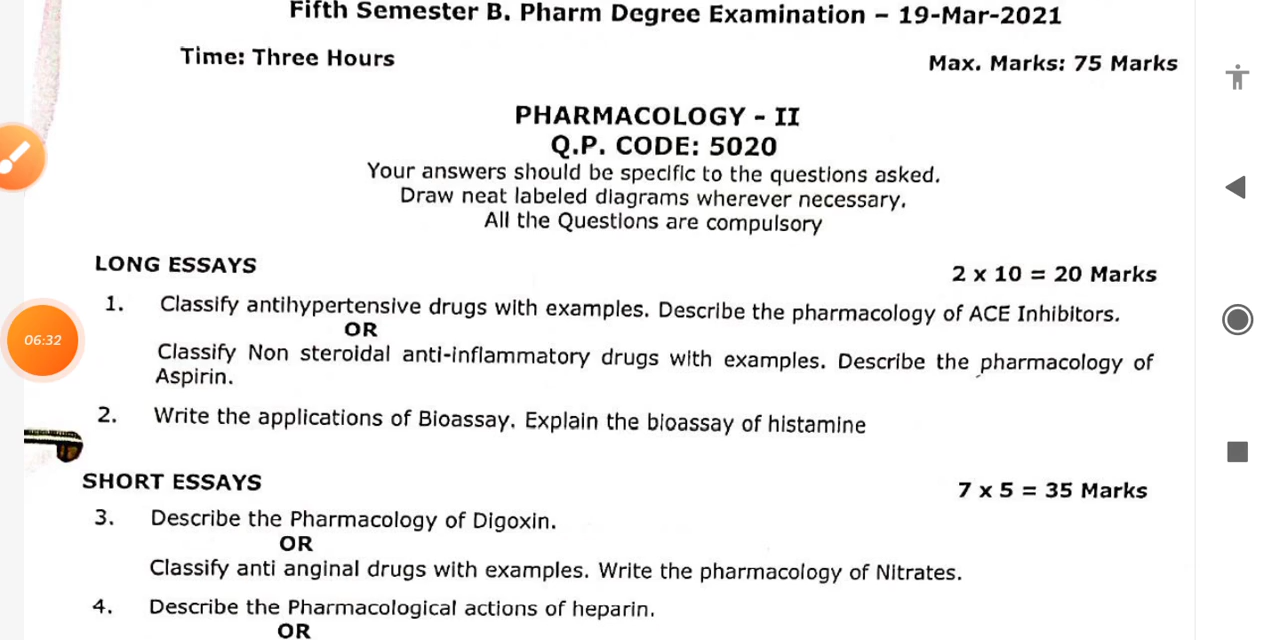 Fifth Semester B. Pharm Degree Examination – 19-Mar-2021
Time: Three Hours
Max. Marks: 75 Marks
PHARMACOLOGY - II
Q.P. CODE: 5020
Your answers should be specific to the questions asked.
Draw neat labeled diagrams wherever necessary.
All the Questions are compulsory
LONG ESSAYS
2 x 10 = 20 Marks
1. Classify antihypertensive drugs with examples. Describe the pharmacology of ACE Inhibitors.
OR
Classify Non steroidal anti-inflammatory drugs with examples. Describe the pharmacology of
Aspirin.
06:32
2. Write the applications of Bioassay. Explain the bioassay of histamine
SHORT ESSAYS
7 x 5 = 35 Marks
3. Describe the Pharmacology of Digoxin.
OR
Classify anti anginal drugs with examples. Write the pharmacology of Nitrates.
4. Describe the Pharmacological actions of heparin.
OR